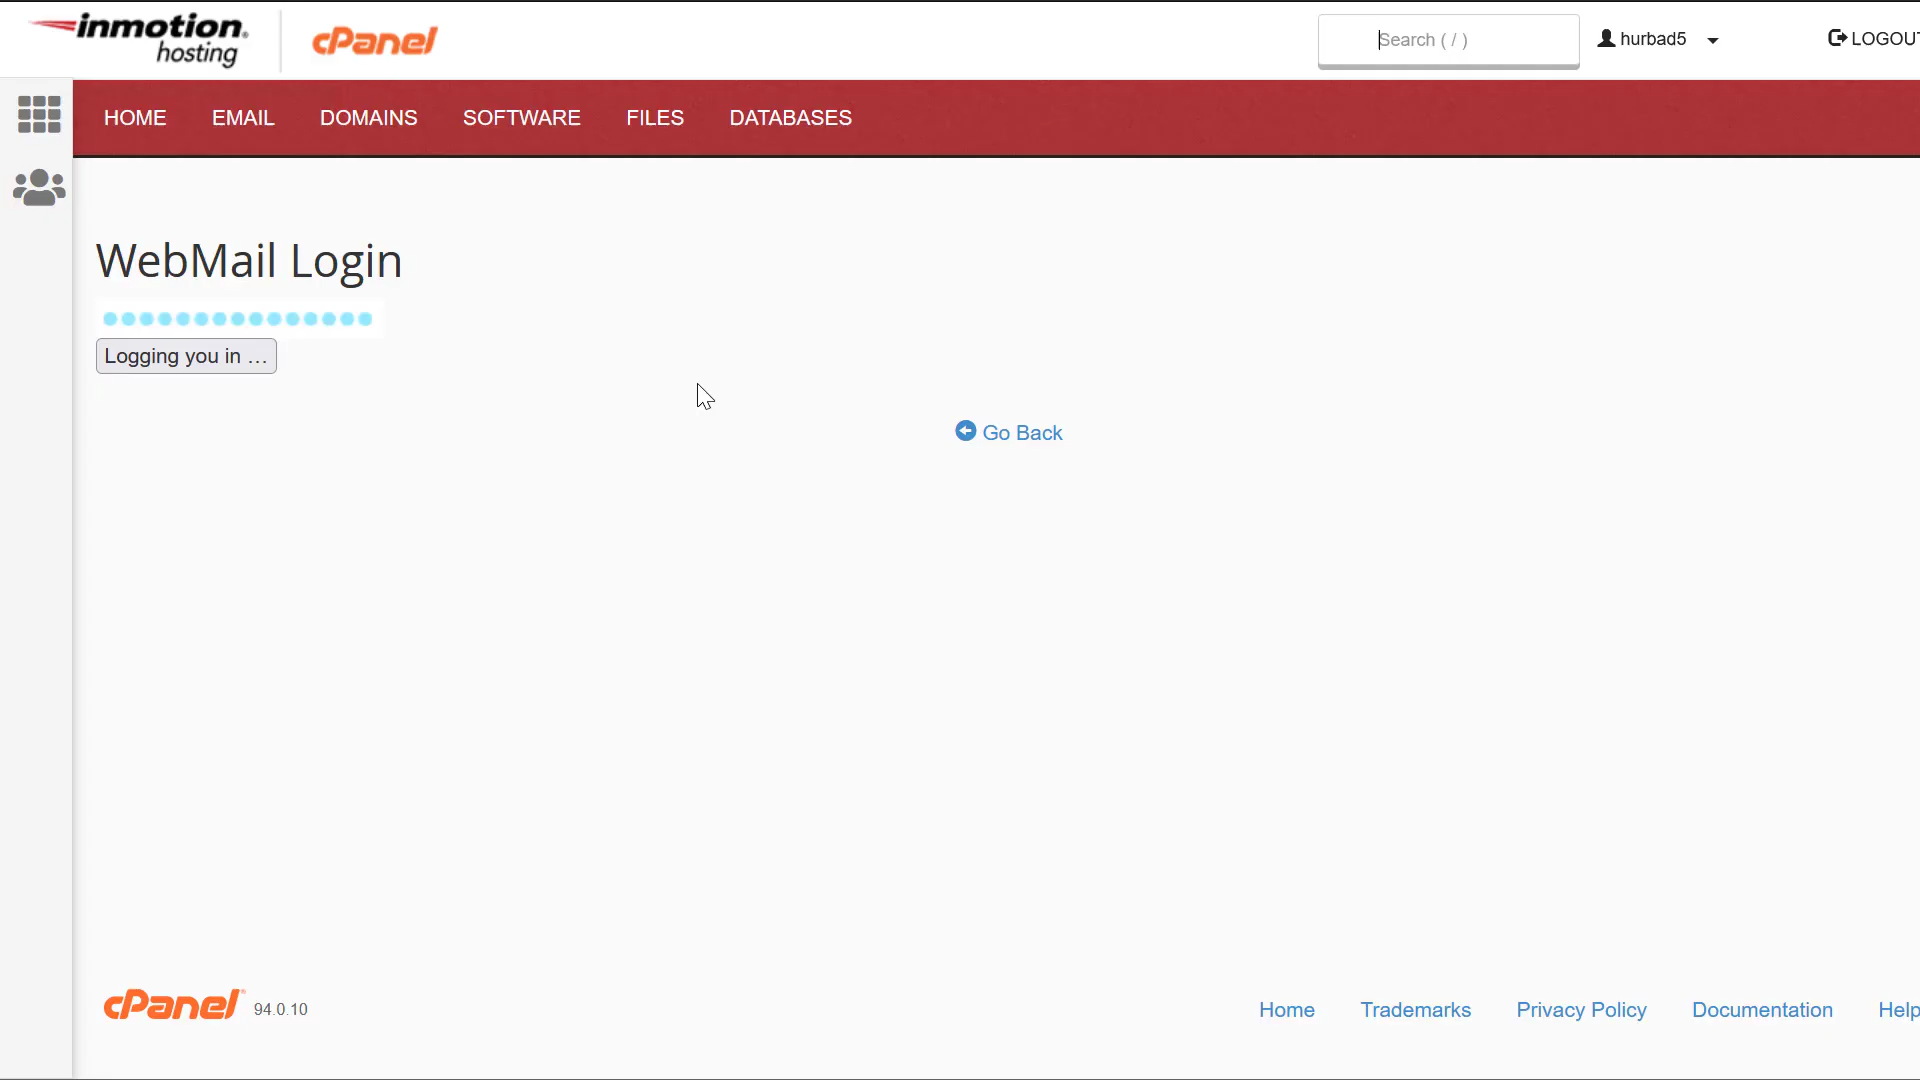 inmotion hosting
cPanel
Search ( / )
hurbad5
LOGOUT
HOME EMAIL DOMAINS SOFTWARE FILES DATABASES
WebMail Login
Logging you in …
Go Back
cPanel 94.0.10
Home Trademarks Privacy Policy Documentation Help